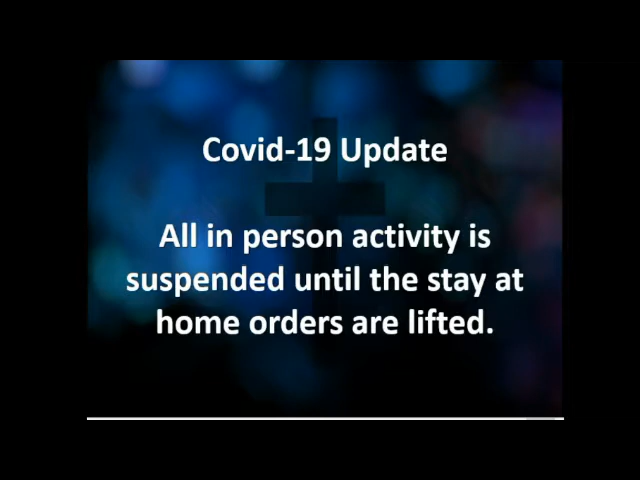 Covid-19 Update
All in person activity is
suspended until the stay at
home orders are lifted.